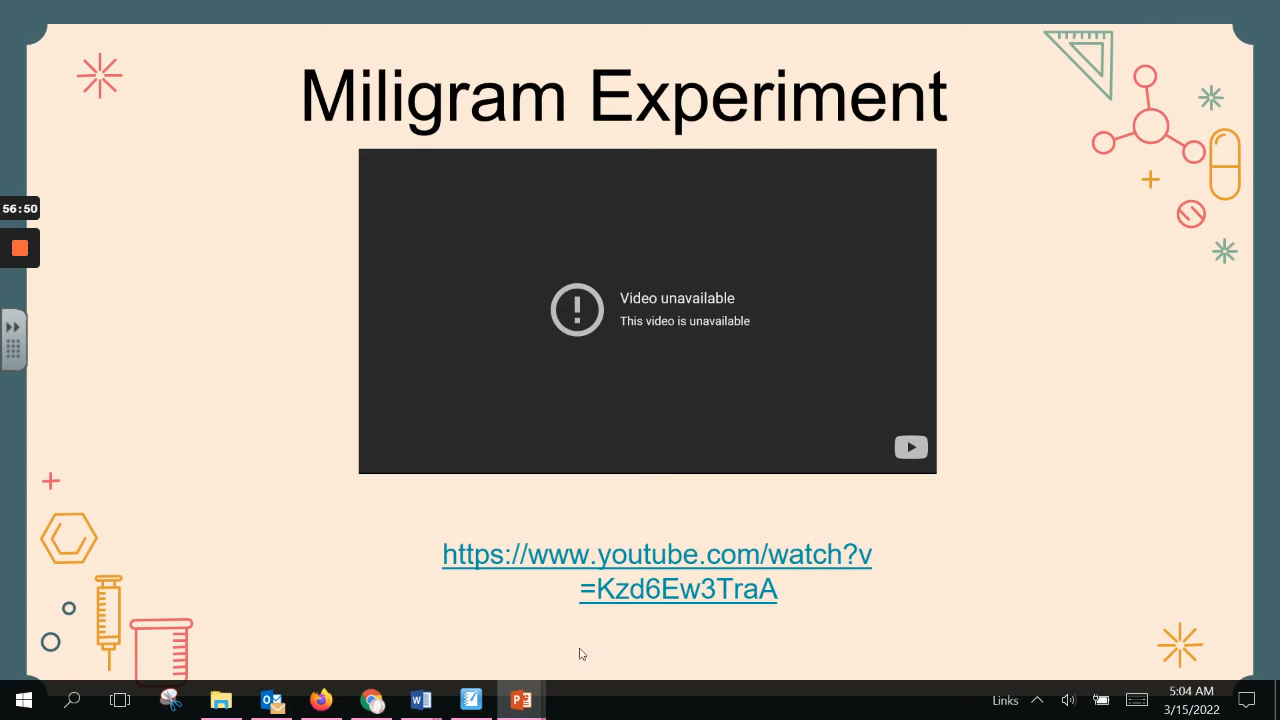 Miligram Experiment
56:50
Video unavailable
This video is unavailable
https://www.youtube.com/watch?v
=Kzd6Ew3TraA
Links
5:04 AM
3/15/2022